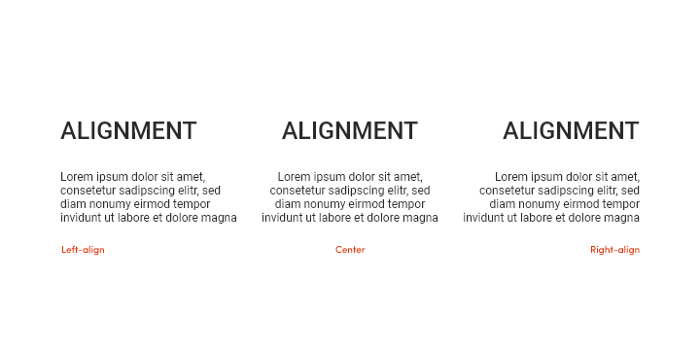 ALIGNMENT
Lorem ipsum dolor sit amet,
consetetur sadipscing elitr, sed
diam nonumy eirmod tempor
invidunt ut labore et dolore magna
Left-align
ALIGNMENT
Lorem ipsum dolor sit amet,
consetetur sadipscing elitr, sed
diam nonumy eirmod tempor
invidunt ut labore et dolore magna
Center
ALIGNMENT
Lorem ipsum dolor sit amet,
consetetur sadipscing elitr, sed
diam nonumy eirmod tempor
invidunt ut labore et dolore magna
Right-align